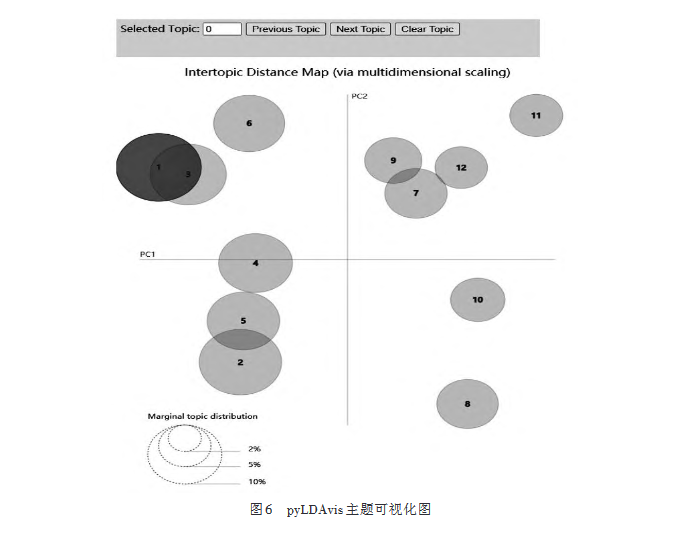 Selected Topic: 0 Previous Topic Next Topic Clear Topic
Intertopic Distance Map (via multidimensional scaling)
PC2
11
6
9
12
1
3
7
PC1
4
10
5
2
8
Marginal topic distribution
2%
5%
10%
图6 pyLDAvis主题可视化图